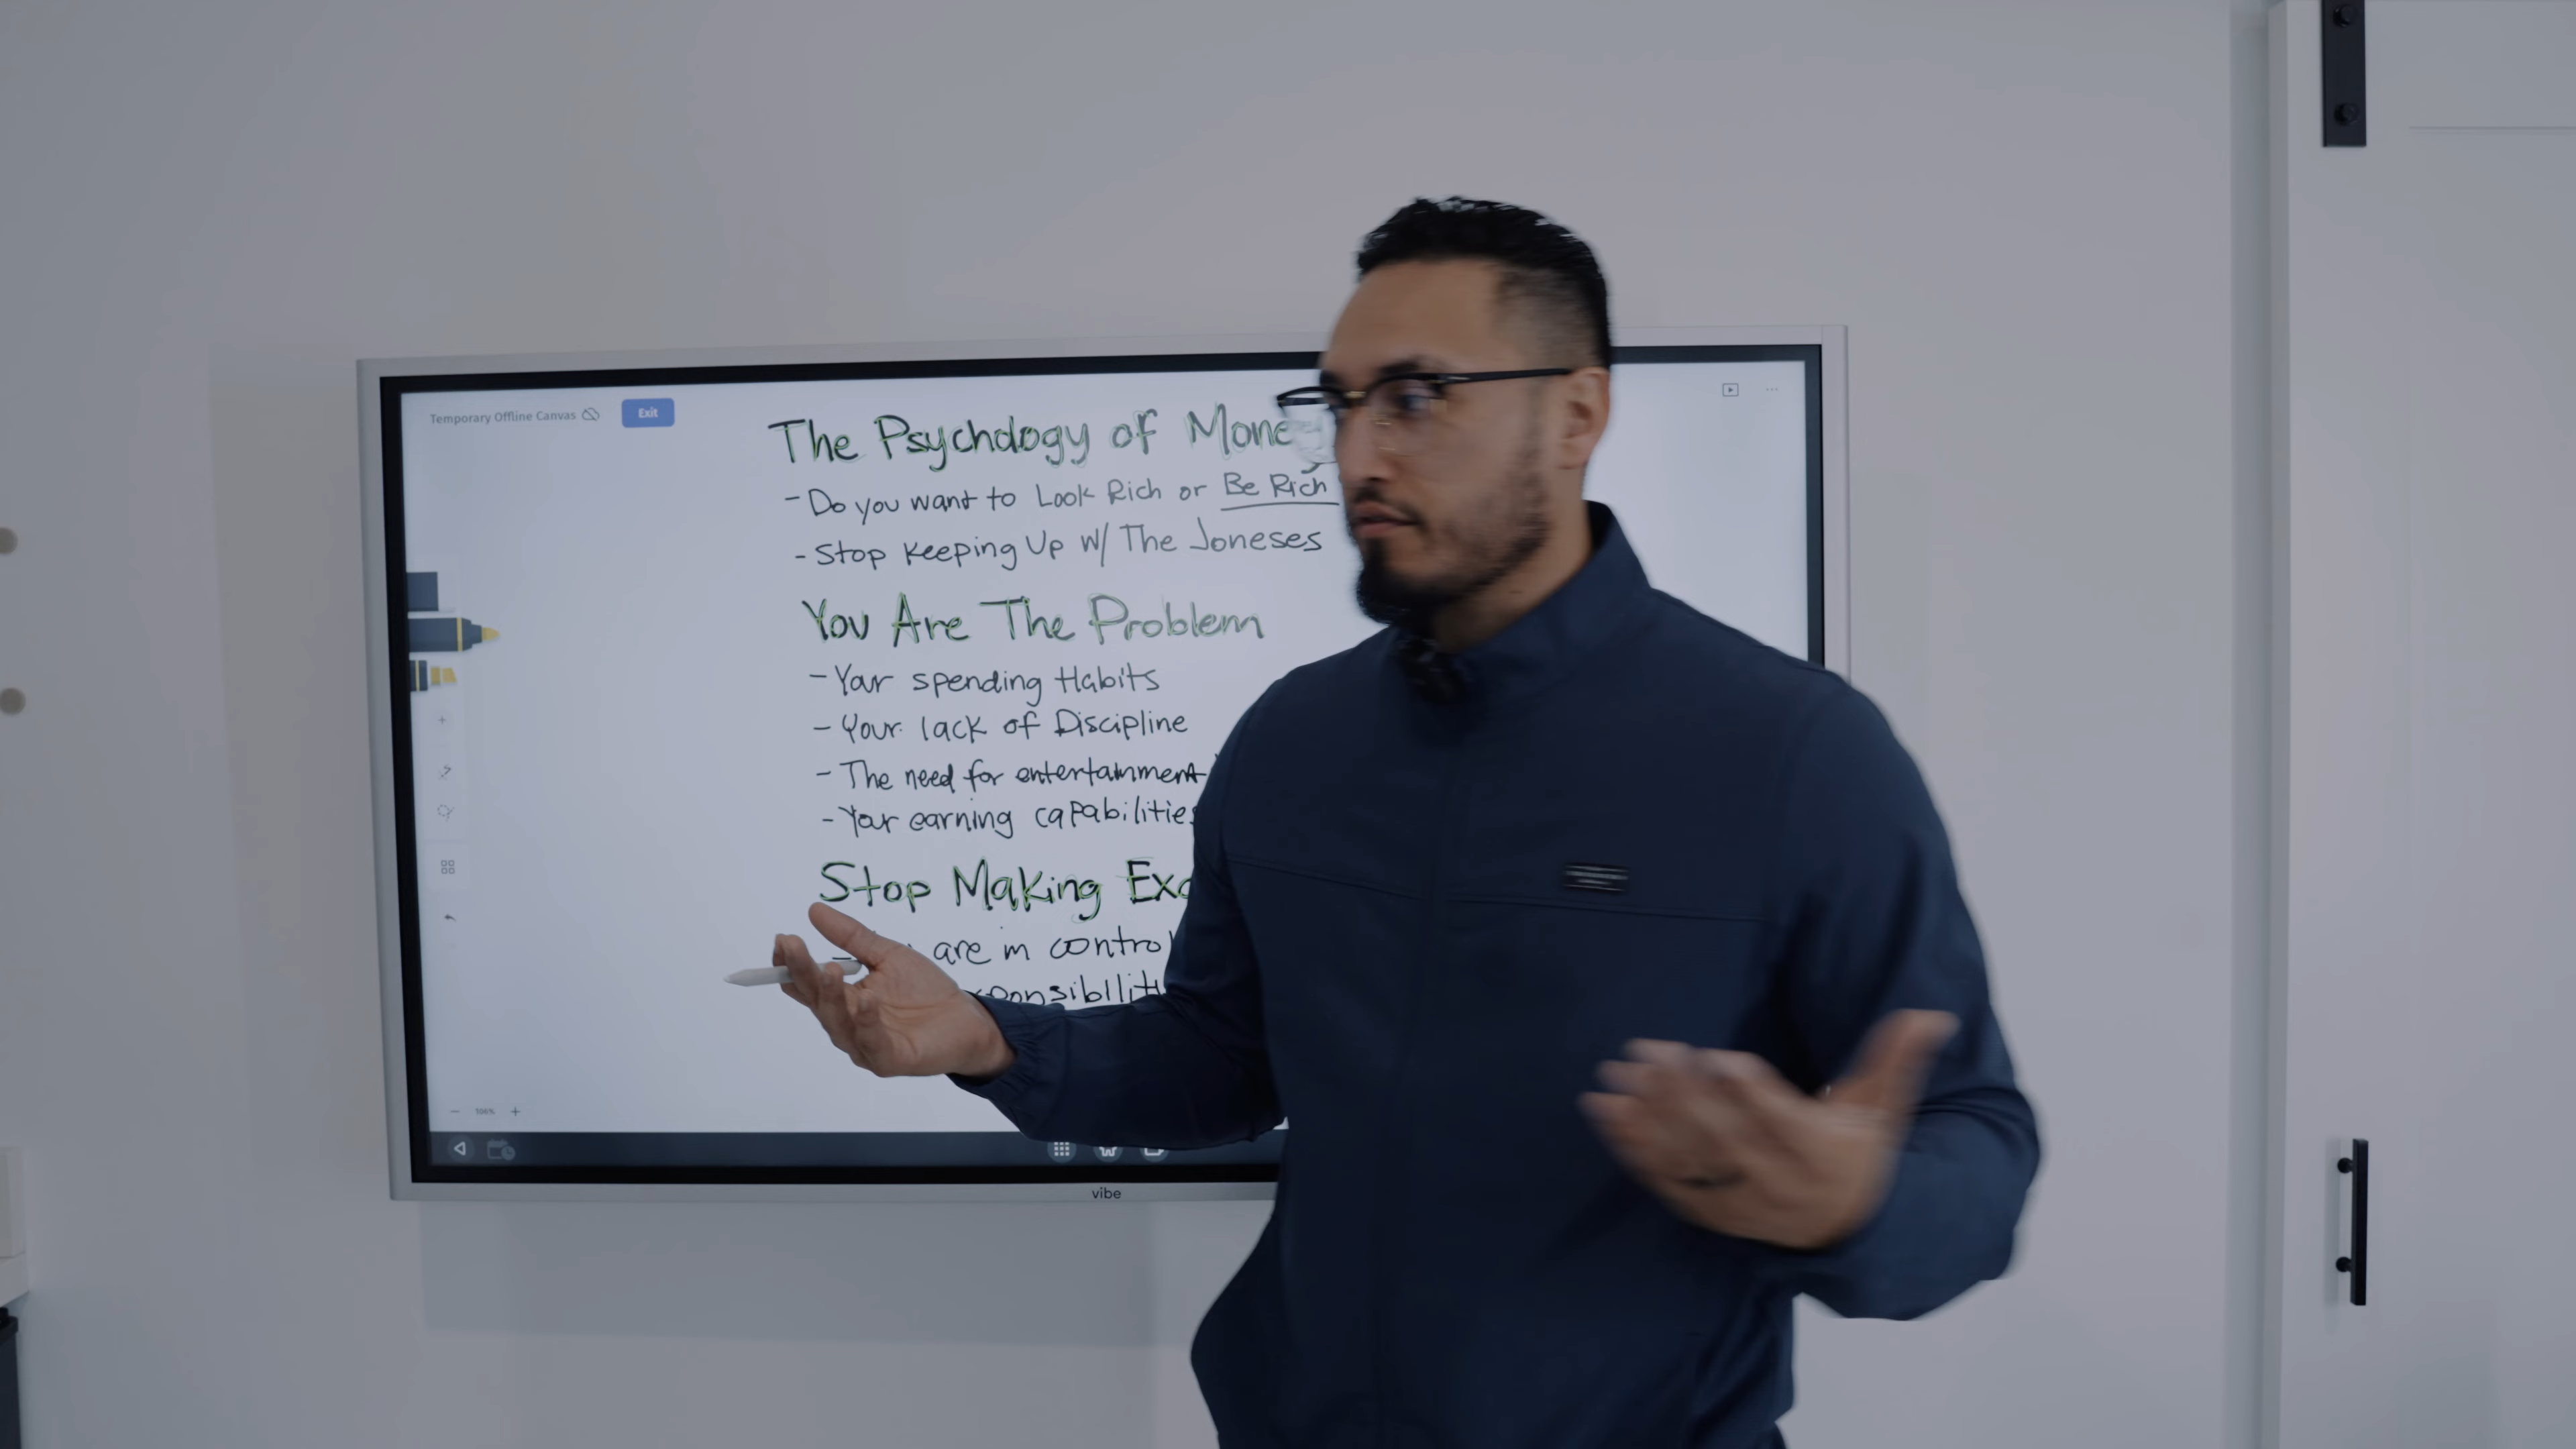 Temporary Offline Canvas
Exit
The Psychology of Money
- Do you want to Look Rich or Be Rich
- Stop Keeping Up W/ The Joneses
You Are The Problem
- Your spending Habits
- Your lack of Discipline
- The need for entertainment
- Your earning capabilities
Stop Making Exc
- are in control
106%
vibe